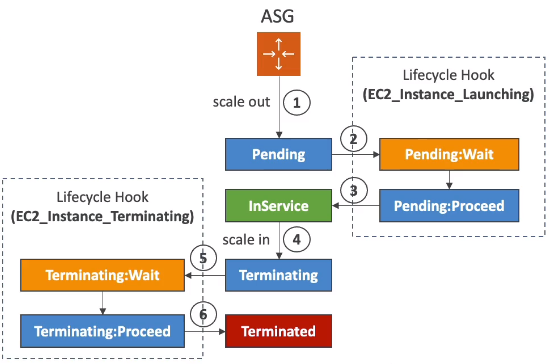 ASG
scale out
1
Lifecycle Hook
(EC2_Instance_Launching)
Pending
2
Pending:Wait
Pending:Proceed
3
InService
scale in
4
Lifecycle Hook
(EC2_Instance_Terminating)
Terminating
5
Terminating:Wait
Terminating:Proceed
6
Terminated